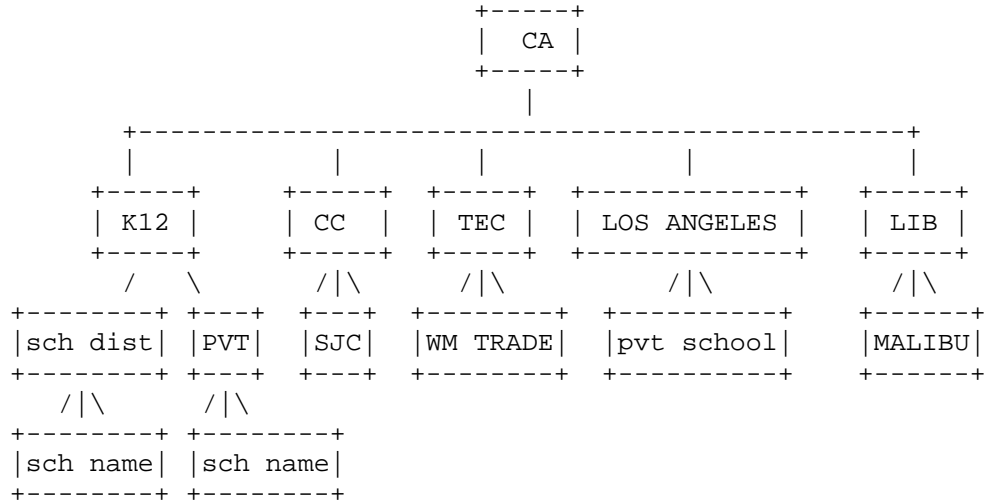 CA
K12 CC TEC LOS ANGELES LIB
sch dist PVT SJC WM TRADE pvt school MALIBU
sch name sch name